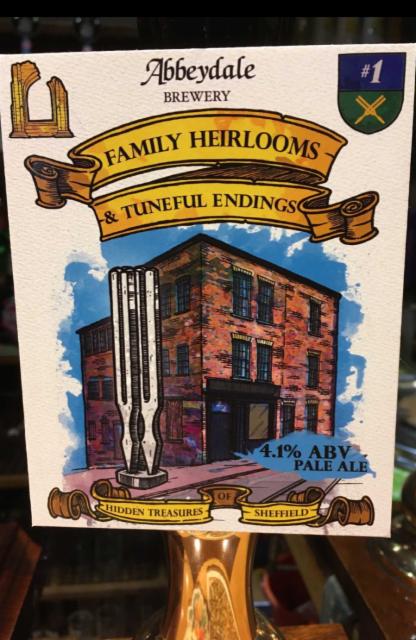 Abbeydale
BREWERY
#1
FAMILY HEIRLOOMS
& TUNEFUL ENDINGS
4.1% ABV
PALE ALE
HIDDEN TREASURES OF SHEFFIELD